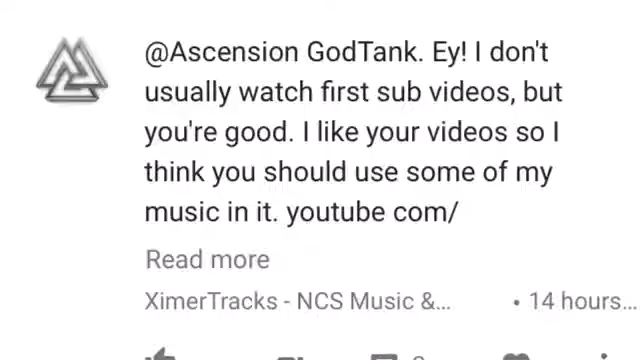 @Ascension GodTank. Ey! I don't
usually watch first sub videos, but
you're good. I like your videos so I
think you should use some of my
music in it. youtube com/
Read more
XimerTracks - NCS Music &... • 14 hours...